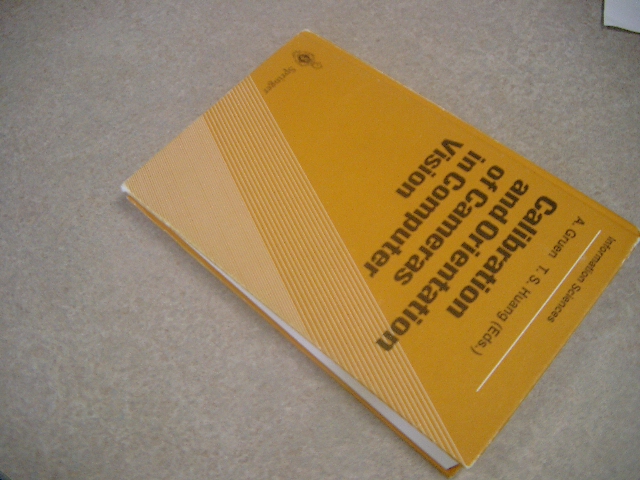 Information Sciences
A. Gruen T. S. Huang (Eds.)
Calibration
and Orientation
of Cameras
in Computer
Vision
Springer